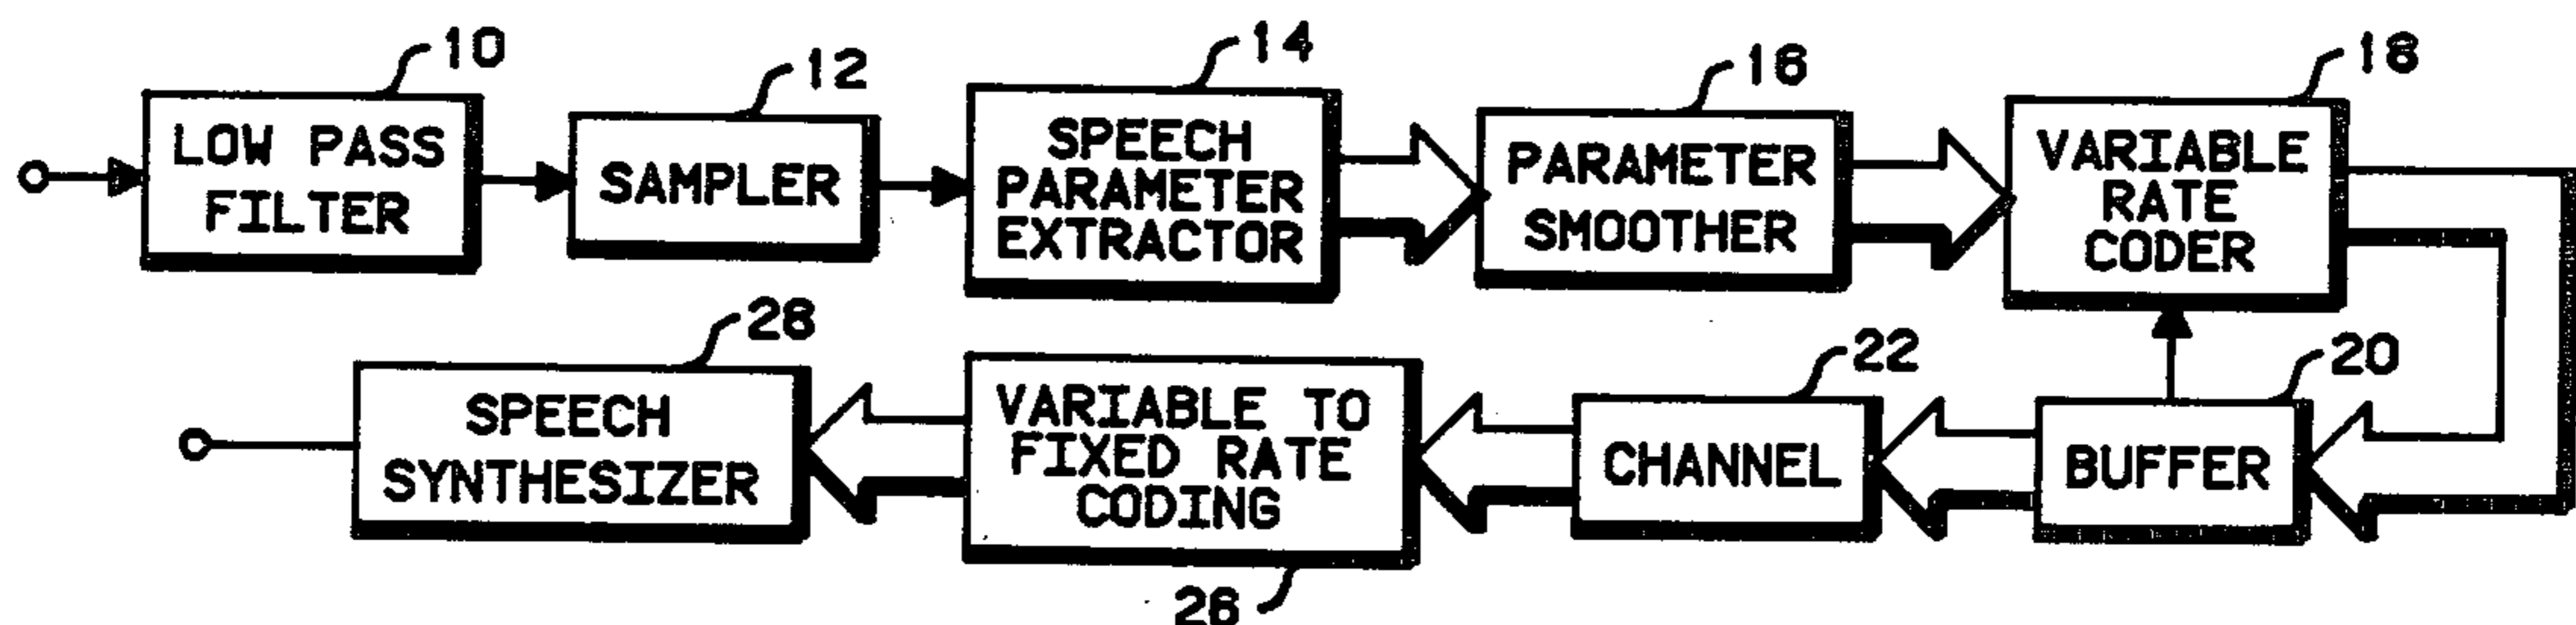 10
LOW PASS
FILTER
12
SAMPLER
14
SPEECH
PARAMETER
EXTRACTOR
16
PARAMETER
SMOOTHER
18
VARIABLE
RATE
CODER
28
SPEECH
SYNTHESIZER
VARIABLE TO
FIXED RATE
CODING
26
22
CHANNEL
20
BUFFER